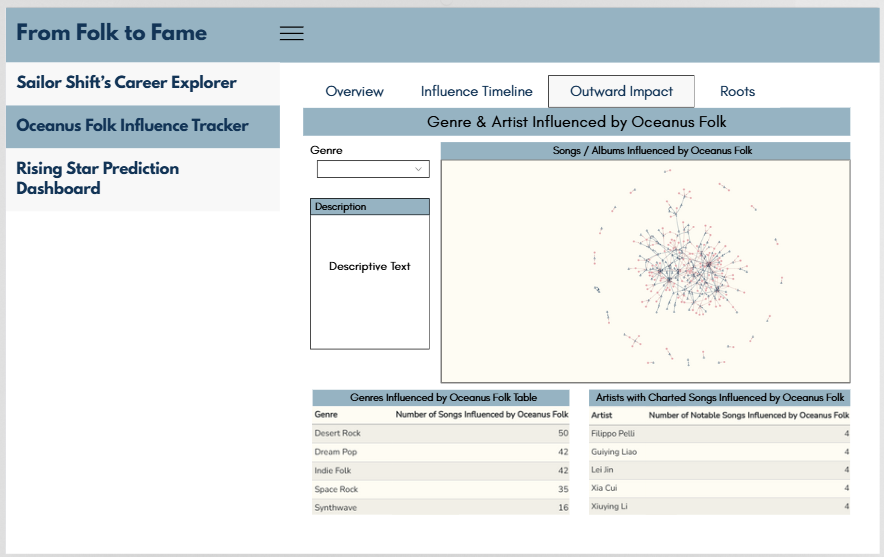 From Folk to Fame
Sailor Shift's Career Explorer
Oceanus Folk Influence Tracker
Rising Star Prediction
Dashboard
Overview
Influence Timeline
Outward Impact
Roots
Genre & Artist Influenced by Oceanus Folk
Genre
Songs / Albums Influenced by Oceanus Folk
Description
Descriptive Text
Genres Influenced by Oceanus Folk Table
Genre Number of Songs Influenced by Oceanus Folk
Desert Rock 50
Dream Pop 42
Indie Folk 42
Space Rock 35
Synthwave 16
Artists with Charted Songs Influenced by Oceanus Folk
Artist Number of Notable Songs Influenced by Oceanus Folk
Filippo Pelli 4
Guiying Liao 4
Lei Jin 4
Xia Cui 4
Xiuying Li 4